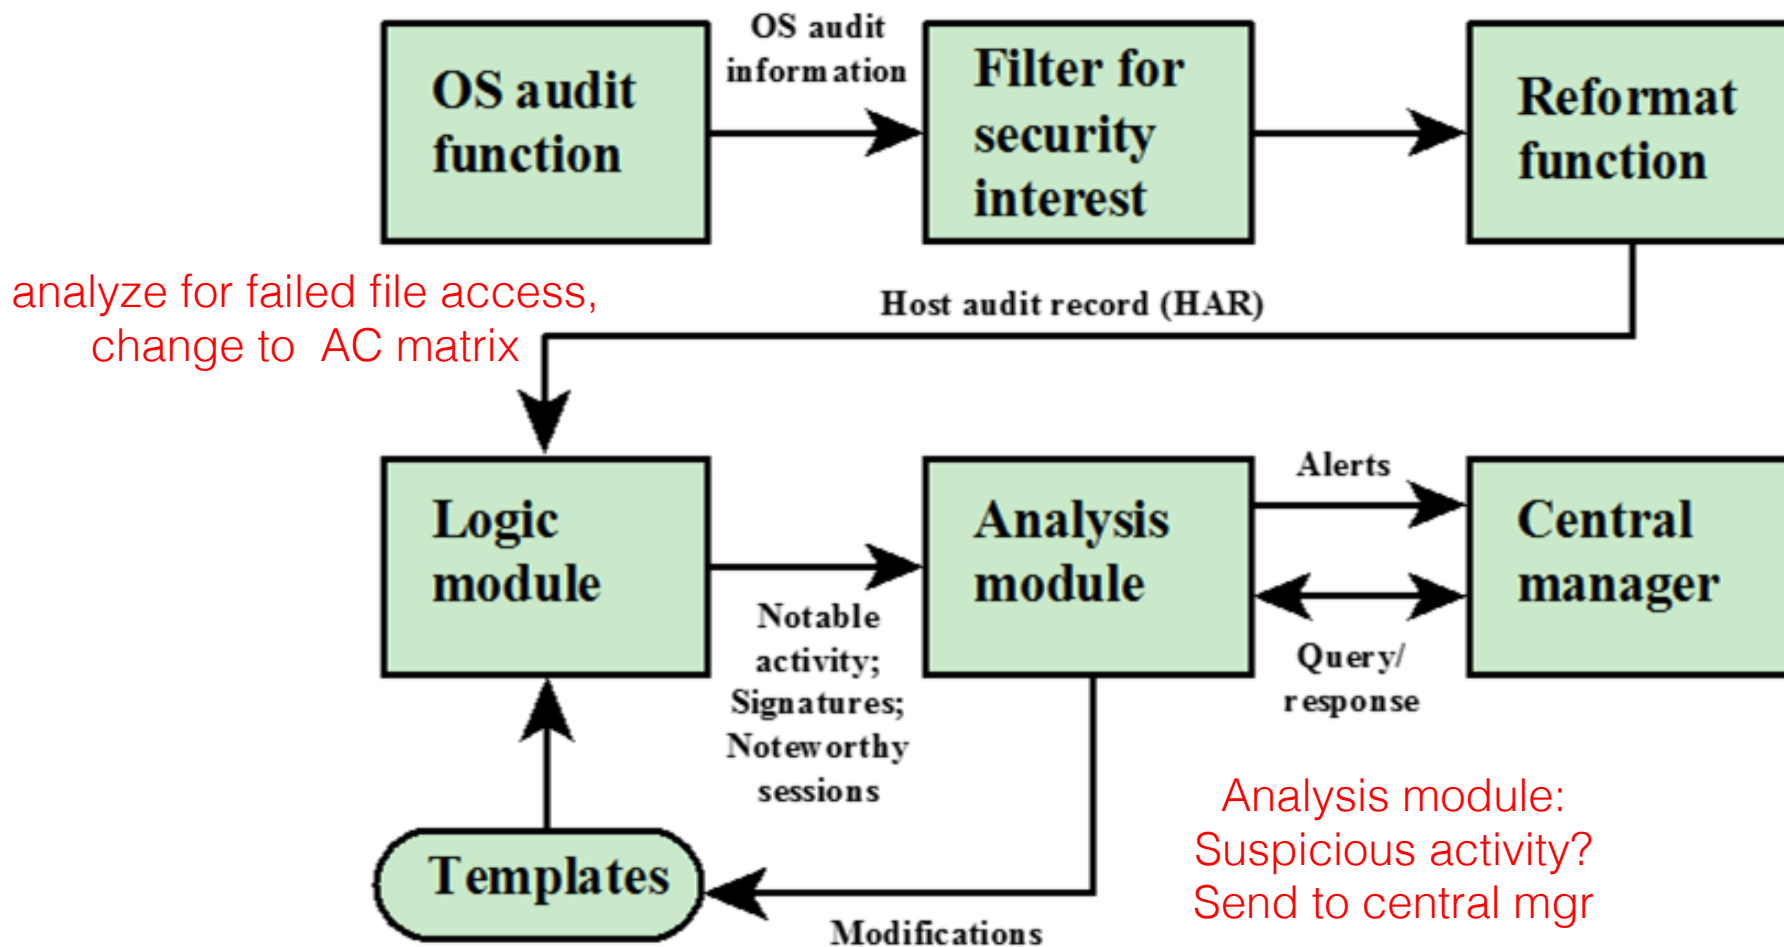 OS audit
function
OS audit
information
Filter for
security
interest
Reformat
function
analyze for failed file access,
change to AC matrix
Host audit record (HAR)
Logic
module
Notable
activity;
Signatures;
Noteworthy
sessions
Analysis
module
Alerts
Query/
response
Central
manager
Templates
Modifications
Analysis module:
Suspicious activity?
Send to central mgr